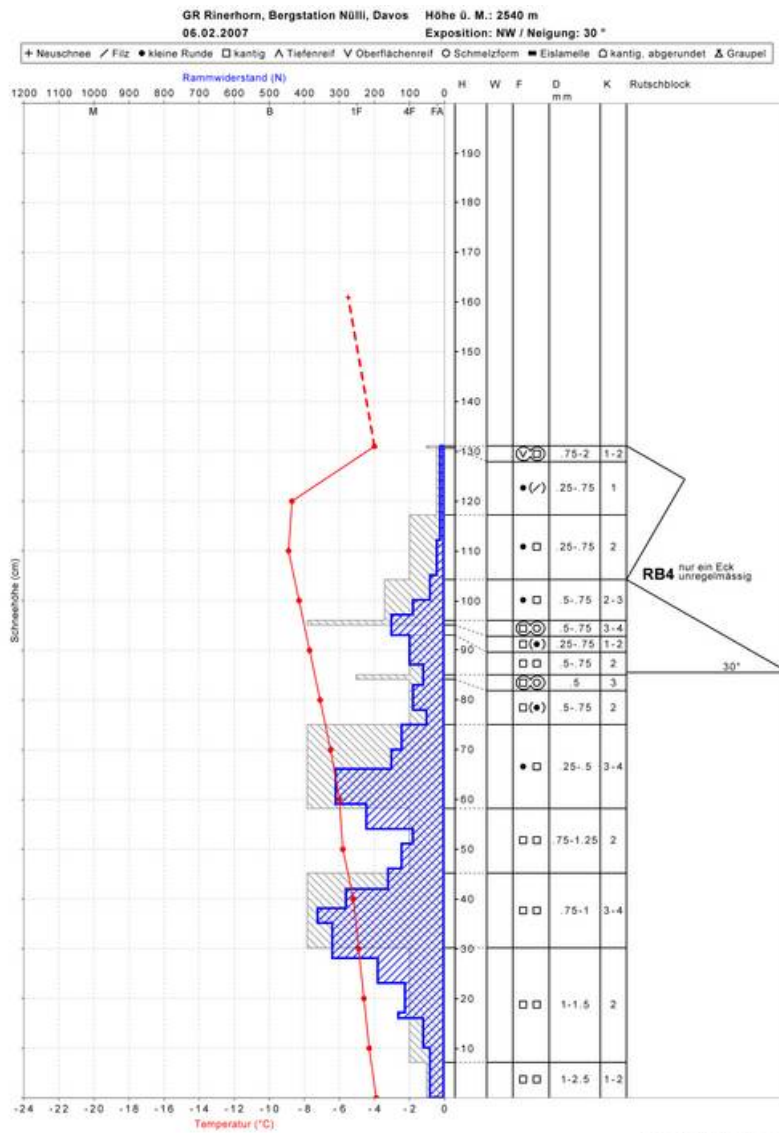 GR Rinerhorn, Bergstation Nülli, Davos Höhe ü. M.: 2540 m
06.02.2007 Exposition: NW / Neigung: 30 °
+ Neuschnee / Filz ● kleine Runde □ kantig ∧ Tiefenreif ∨ Oberflächenreif ○ Schmelzform ▬ Eislamelle kantig, abgerundet Graupel
Rammwiderstand (N) H W F D K Rutschblock
1200 1100 1000 900 800 700 600 500 400 300 200 100 0 mm
M B 1F 4F FA
190
180
170
160
150
140
130 .75-2 1-2
120 ●(/) .25-.75 1
110 ● □ .25-.75 2
RB4 nur ein Eck
unregelmässig
100 ● □ .5-.75 2-3
.5-.75 3-4
90 □(●) .25-.75 1-2
□ □ .5-.75 2
30°
.5 3
80 □(●) .5-.75 2
70 ● □ .25-.5 3-4
60
50 □ □ .75-1.25 2
40 □ □ .75-1 3-4
30
20 □ □ 1-1.5 2
10
□ □ 1-2.5 1-2
Schneehöhe (cm)
-24 -22 -20 -18 -16 -14 -12 -10 -8 -6 -4 -2 0
Temperatur (°C)